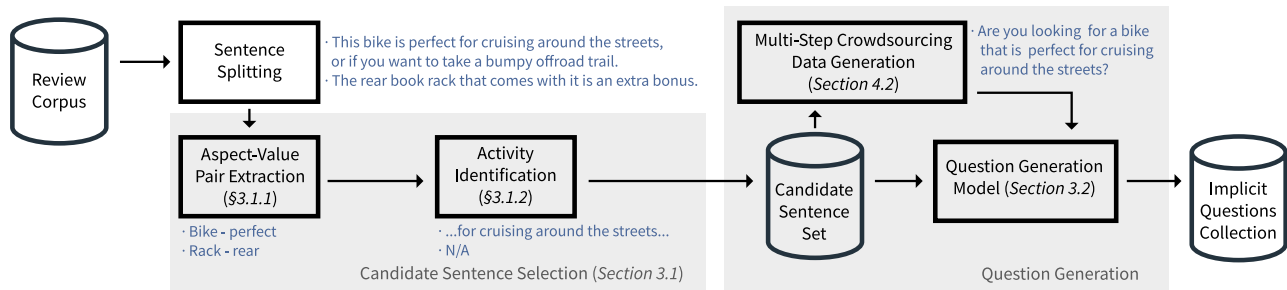 Review
Corpus
Sentence
Splitting
· This bike is perfect for cruising around the streets,
or if you want to take a bumpy offroad trail.
· The rear book rack that comes with it is an extra bonus.
Aspect-Value
Pair Extraction
(§3.1.1)
· Bike - perfect
· Rack - rear
Activity
Identification
(§3.1.2)
· ...for cruising around the streets...
· N/A
Candidate Sentence Selection (Section 3.1)
Multi-Step Crowdsourcing
Data Generation
(Section 4.2)
· Are you looking for a bike
that is perfect for cruising
around the streets?
Candidate
Sentence
Set
Question Generation
Model (Section 3.2)
Question Generation
Implicit
Questions
Collection